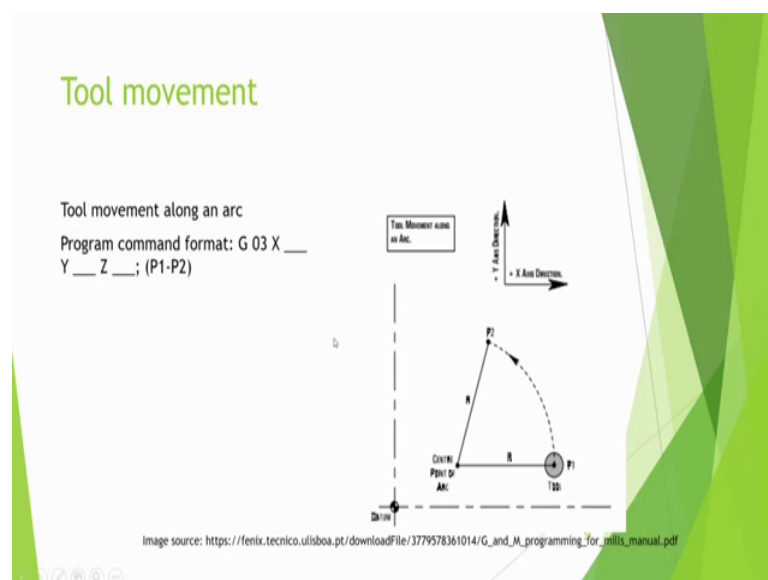 Tool movement
Tool movement along an arc
Program command format: G 03 X ___
Y ___ Z ___; (P1-P2)
TOOL MOVEMENT ALONG
AN ARC.
+ Y AXIS DIRECTION.
+ X AXIS DIRECTION.
P2
R
CENTRE
POINT OF
ARC
R
P1
TOOL
DATUM
Image source: https://fenix.tecnico.ulisboa.pt/downloadFile/3779578361014/G_and_M_programming_for_mills_manual.pdf